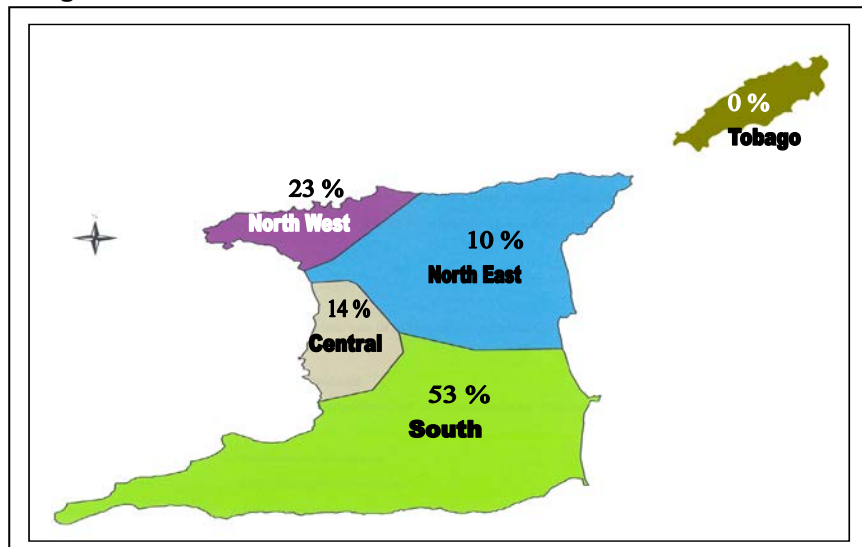 0 %
Tobago
23 %
North West
10 %
North East
14 %
Central
53 %
South